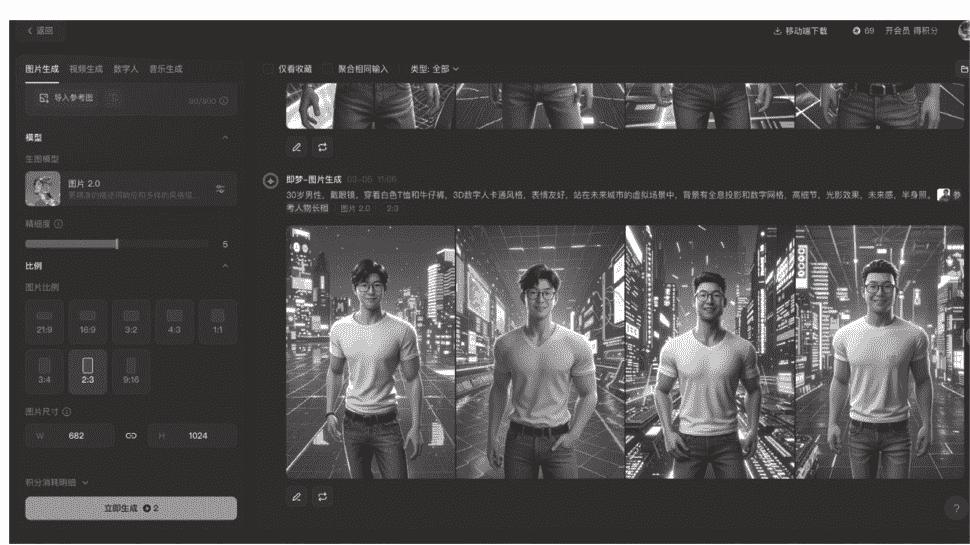 返回
移动端下载
69
开会员 得积分
图片生成 视频生成 数字人 音乐生成
仅看收藏 聚合相同输入 类型: 全部
导入参考图
模型
生图模型
图片 2.0
精细度
5
比例
图片比例
21:9 16:9 3:2 4:3 1:1
3:4 2:3 9:16
图片尺寸
W 682 H 1024
积分消耗明细
立即生成 2
即梦-图片生成 03-05 11:06
30岁男性,戴眼镜,穿着白色T恤和牛仔裤,3D数字人卡通风格,表情友好,站在未来城市的虚拟场景中,背景有全息投影和数字网格,高细节,光影效果,未来感,半身照, 参
考人物长相 图片 2.0 2:3
?